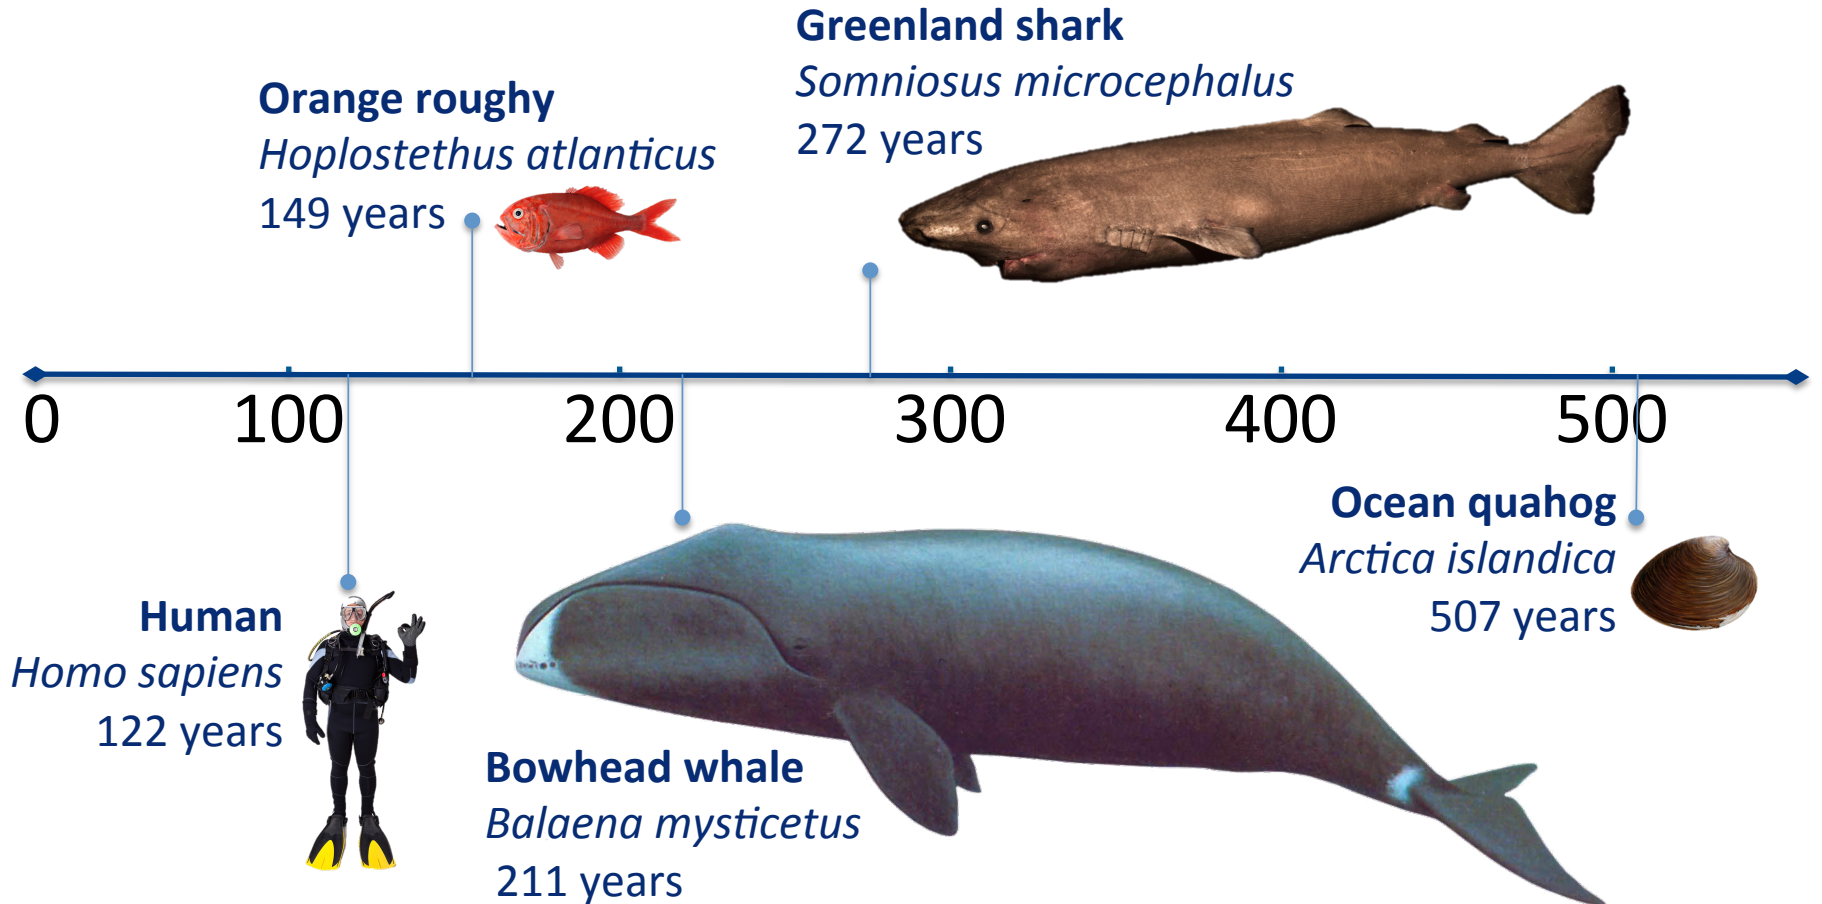 Greenland shark
Somniosus microcephalus
272 years
Orange roughy
Hoplostethus atlanticus
149 years
0 100 200 300 400 500
Ocean quahog
Arctica islandica
507 years
Human
Homo sapiens
122 years
Bowhead whale
Balaena mysticetus
211 years